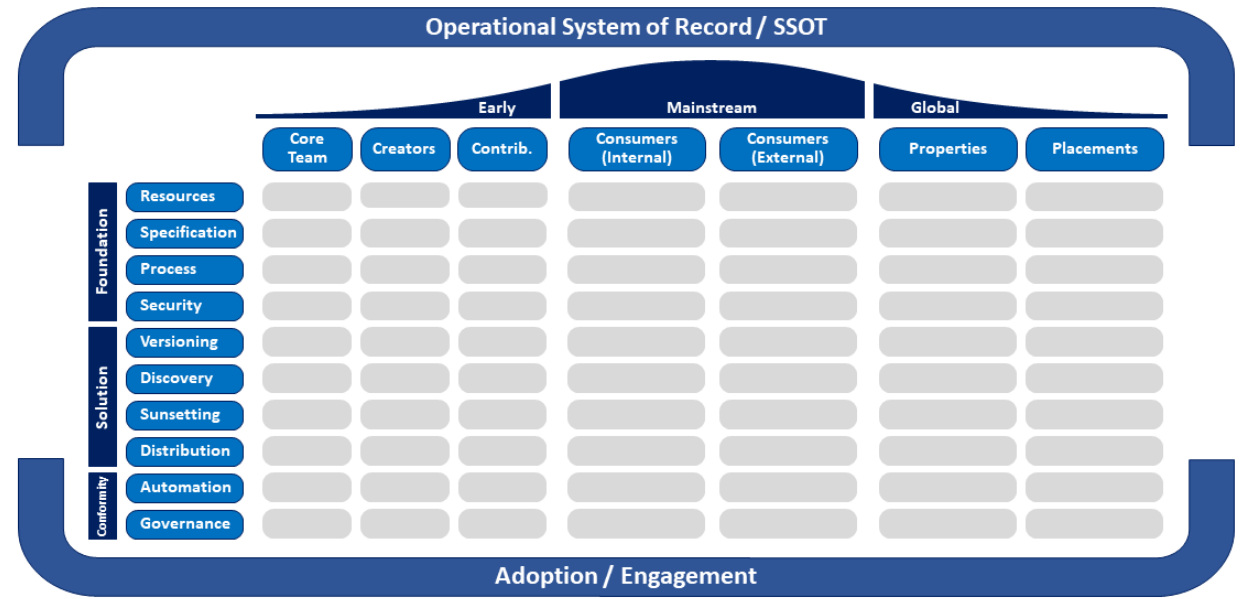 Operational System of Record / SSOT
Early
Mainstream
Global
Core
Team
Creators
Contrib.
Consumers
(Internal)
Consumers
(External)
Properties
Placements
Foundation
Resources
Specification
Process
Security
Solution
Versioning
Discovery
Sunsetting
Distribution
Conformity
Automation
Governance
Adoption / Engagement